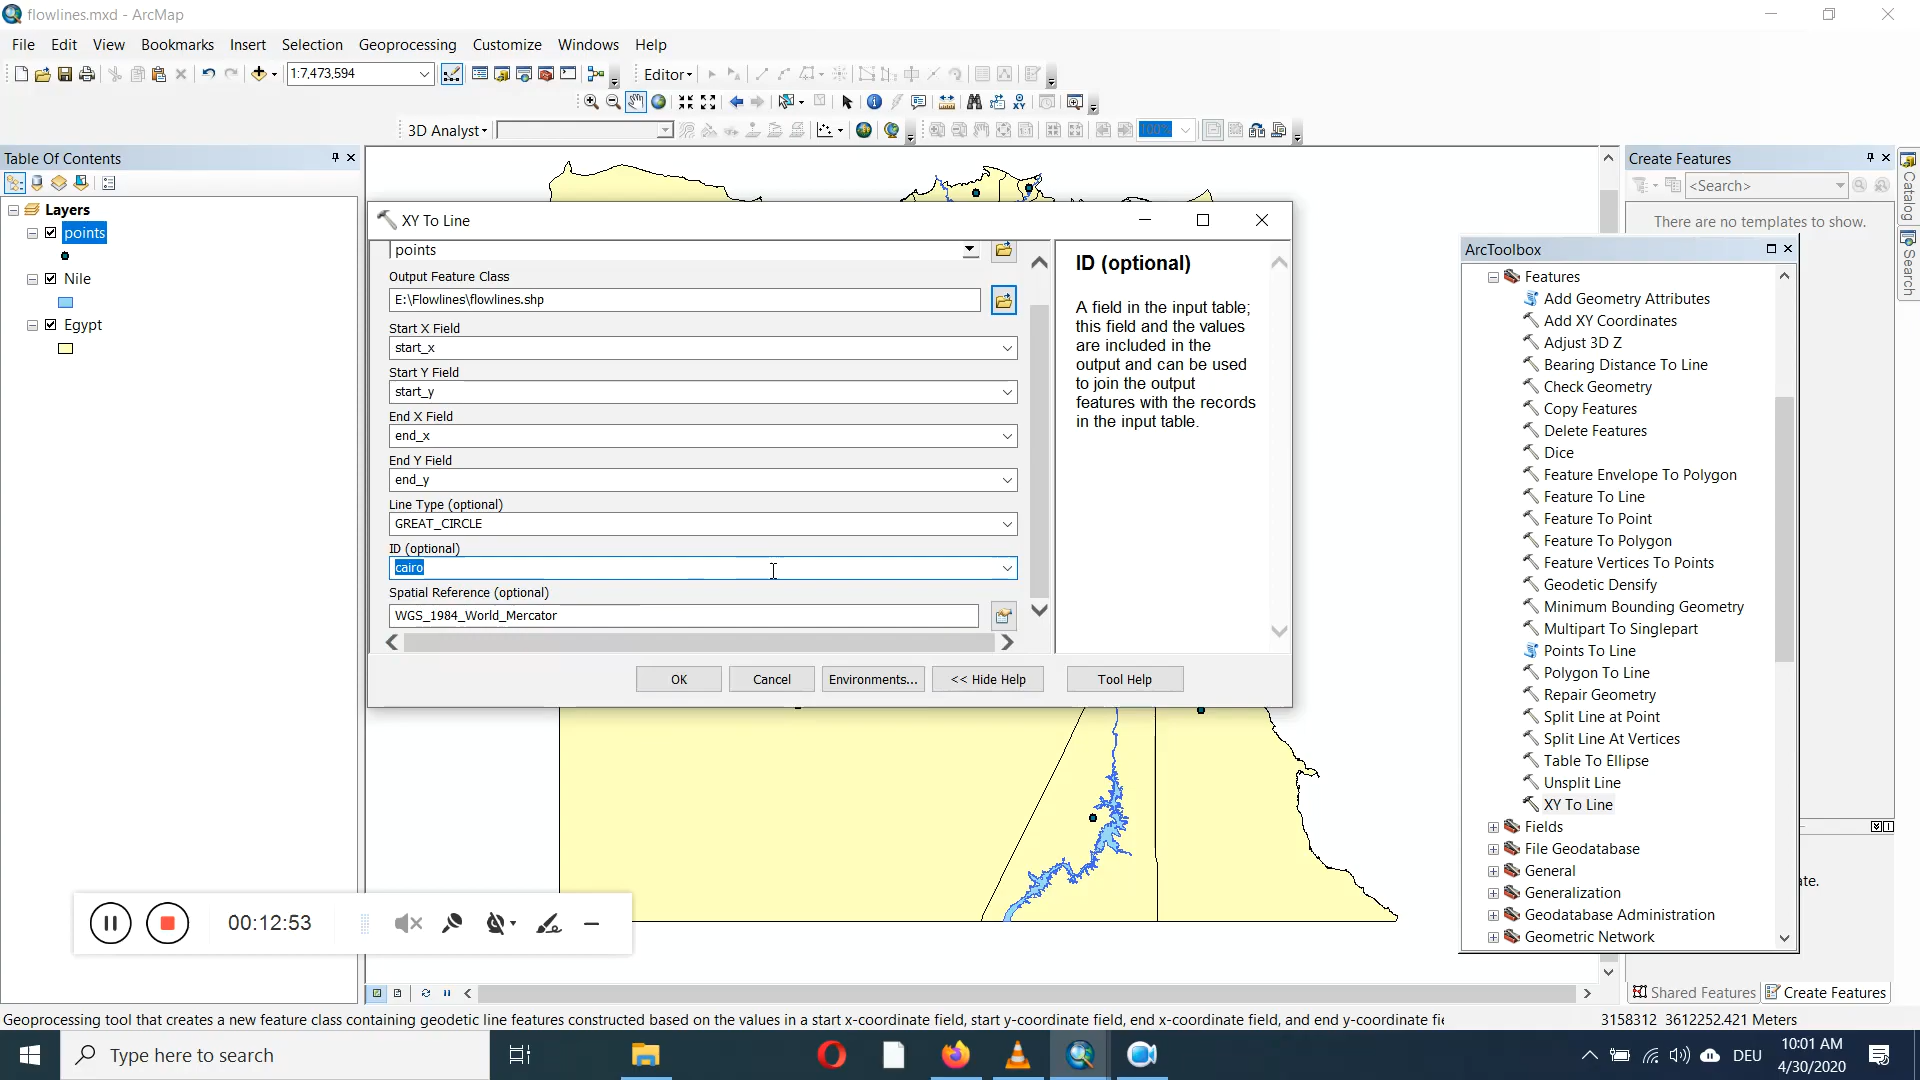 flowlines.mxd - ArcMap
File Edit View Bookmarks Insert Selection Geoprocessing Customize Windows Help
1:7,473,594
Editor
XY
3D Analyst
100%
Table Of Contents
Layers
points
Nile
Egypt
XY To Line
points
Output Feature Class
E:\Flowlines\flowlines.shp
Start X Field
start_x
Start Y Field
start_y
End X Field
end_x
End Y Field
end_y
Line Type (optional)
GREAT_CIRCLE
ID (optional)
cairo
Spatial Reference (optional)
WGS_1984_World_Mercator
OK Cancel Environments... << Hide Help Tool Help
ID (optional)
A field in the input table;
this field and the values
are included in the
output and can be used
to join the output
features with the records
in the input table.
Create Features
<Search>
There are no templates to show.
Catalog
Search
ArcToolbox
Features
Add Geometry Attributes
Add XY Coordinates
Adjust 3D Z
Bearing Distance To Line
Check Geometry
Copy Features
Delete Features
Dice
Feature Envelope To Polygon
Feature To Line
Feature To Point
Feature To Polygon
Feature Vertices To Points
Geodetic Densify
Minimum Bounding Geometry
Multipart To Singlepart
Points To Line
Polygon To Line
Repair Geometry
Split Line at Point
Split Line At Vertices
Table To Ellipse
Unsplit Line
XY To Line
Fields
File Geodatabase
General
Generalization
Geodatabase Administration
Geometric Network
ate.
Shared Features Create Features
00:12:53
Geoprocessing tool that creates a new feature class containing geodetic line features constructed based on the values in a start x-coordinate field, start y-coordinate field, end x-coordinate field, and end y-coordinate fie
3158312 3612252.421 Meters
Type here to search
DEU
10:01 AM
4/30/2020